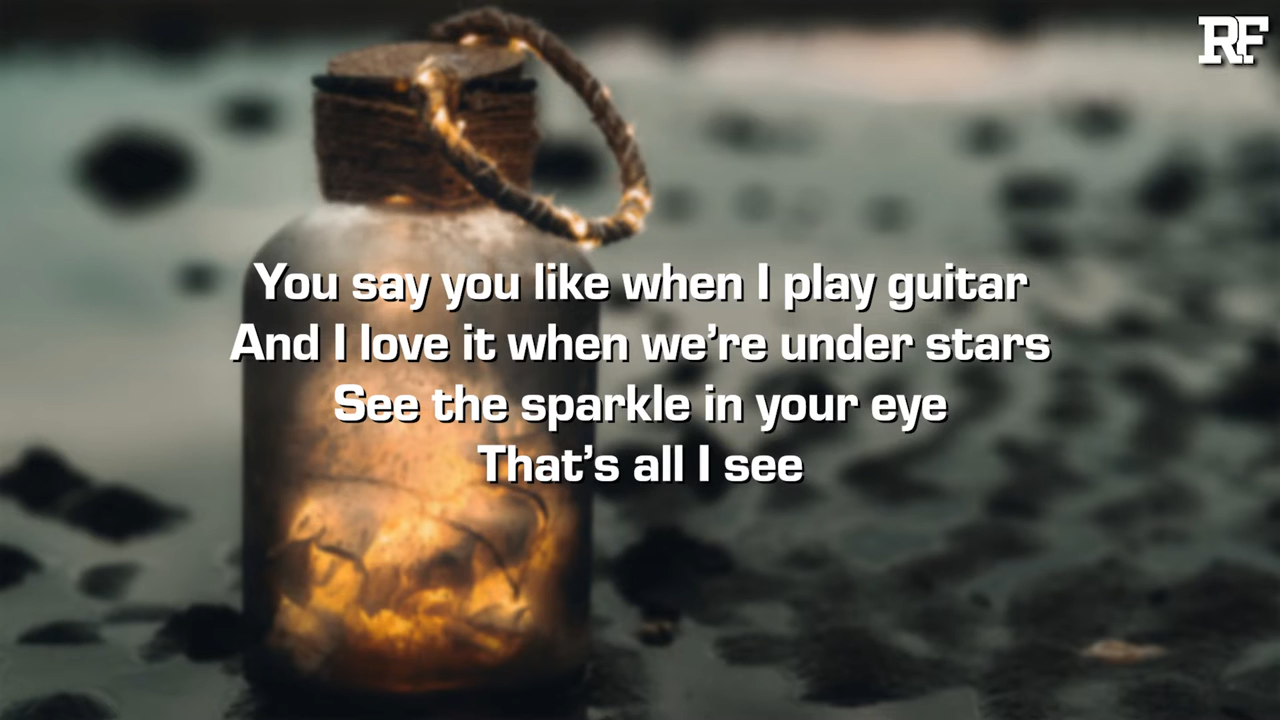 RF
You say you like when I play guitar
And I love it when we're under stars
See the sparkle in your eye
That's all I see